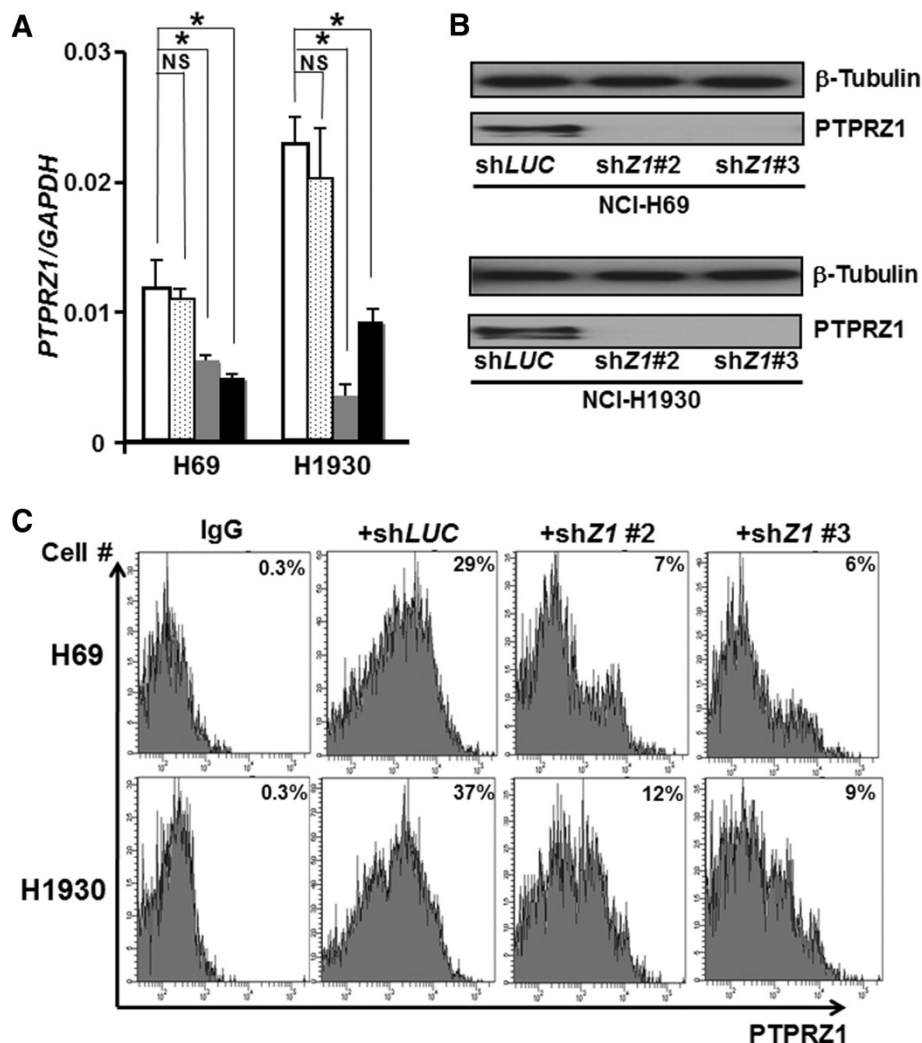 A
0.03
0.02
0.01
0
PTPRZ1/GAPDH
*
*
NS
*
*
NS
H69
H1930
B
β-Tubulin
PTPRZ1
shLUC shZ1#2 shZ1#3
NCI-H69
β-Tubulin
PTPRZ1
shLUC shZ1#2 shZ1#3
NCI-H1930
C
IgG +shLUC +shZ1 #2 +shZ1 #3
Cell #
0.3% 29% 7% 6%
H69
0.3% 37% 12% 9%
H1930
PTPRZ1